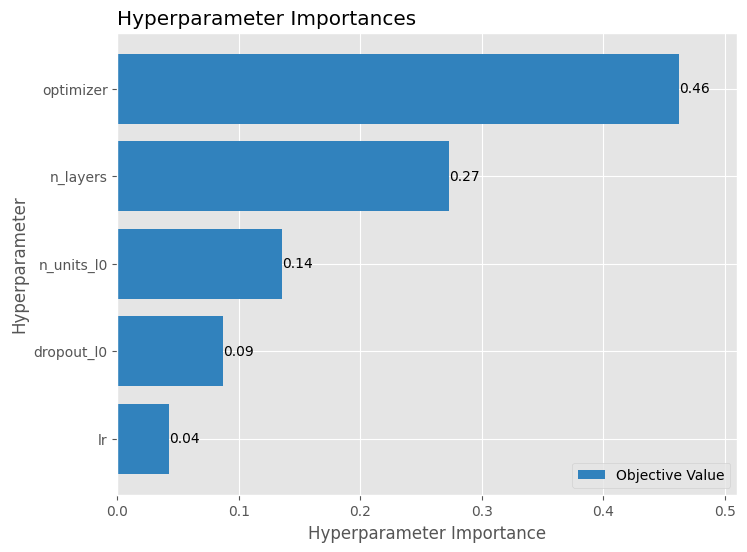 Hyperparameter Importances
Hyperparameter
optimizer
0.46
n_layers
0.27
n_units_l0
0.14
dropout_l0
0.09
lr
0.04
Objective Value
0.0 0.1 0.2 0.3 0.4 0.5
Hyperparameter Importance